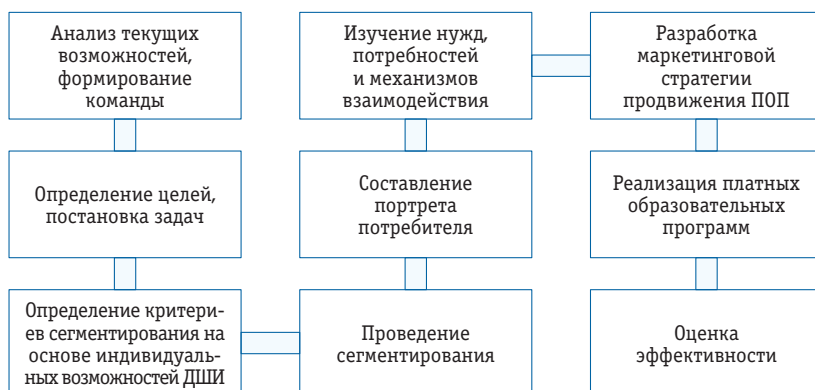 Анализ текущих
возможностей,
формирование
команды
Определение целей,
постановка задач
Определение критери-
ев сегментирования на
основе индивидуаль-
ных возможностей ДШИ
Проведение
сегментирования
Составление
портрета
потребителя
Изучение нужд,
потребностей
и механизмов
взаимодействия
Разработка
маркетинговой
стратегии
продвижения ПОП
Реализация платных
образовательных
программ
Оценка
эффективности